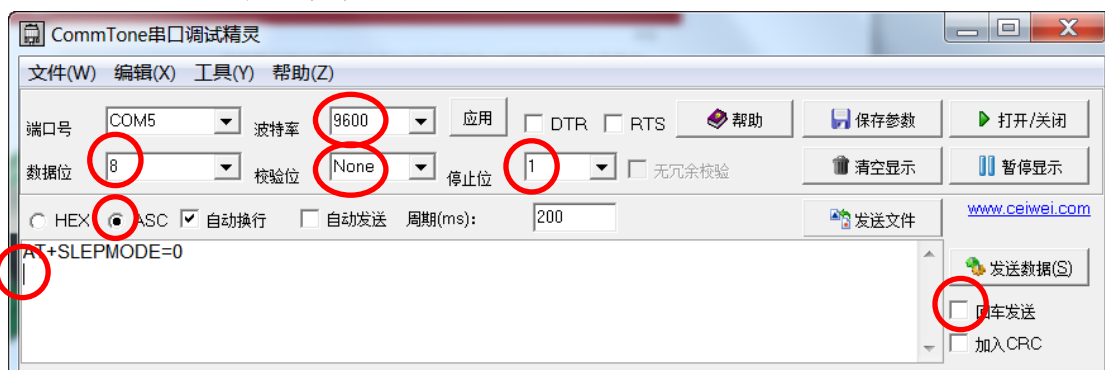 CommTone串口调试精灵
文件(W) 编辑(X) 工具(Y) 帮助(Z)
端口号 COM5 波特率 9600 应用 DTR RTS 帮助 保存参数 打开/关闭
数据位 8 校验位 None 停止位 1 无冗余校验 清空显示 暂停显示
HEX ASC 自动换行 自动发送 周期(ms): 200 发送文件 www.ceiwei.com
AT+SLEPMODE=0
发送数据(S)
回车发送
加入CRC